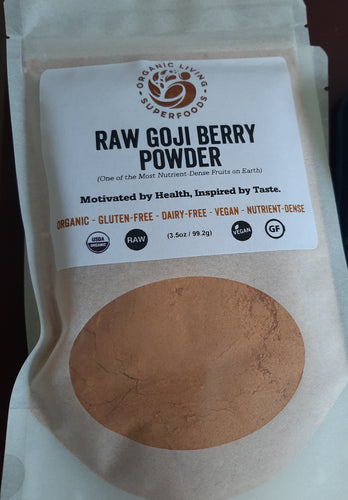 ORGANIC LIVING
SUPERFOODS
RAW GOJI BERRY
POWDER
(One of the Most Nutrient-Dense Fruits on Earth)
Motivated by Health, Inspired by Taste.
ORGANIC - GLUTEN-FREE - DAIRY-FREE - VEGAN - NUTRIENT-DENSE
USDA ORGANIC RAW (3.5oz / 99.2g) VEGAN GF